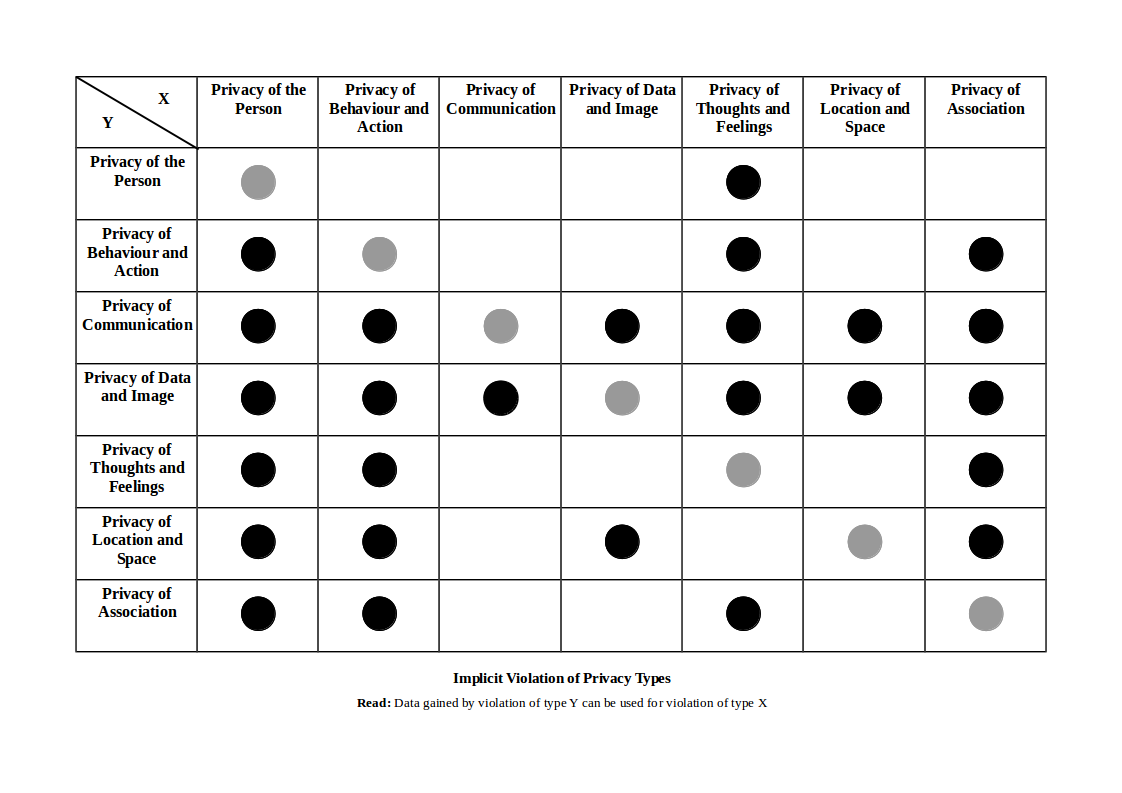 X
Y
Privacy of the
Person
Privacy of
Behaviour and
Action
Privacy of
Communication
Privacy of Data
and Image
Privacy of
Thoughts and
Feelings
Privacy of
Location and
Space
Privacy of
Association
Privacy of the
Person
Privacy of
Behaviour and
Action
Privacy of
Communication
Privacy of Data
and Image
Privacy of
Thoughts and
Feelings
Privacy of
Location and
Space
Privacy of
Association
Implicit Violation of Privacy Types
Read: Data gained by violation of type Y can be used for violation of type X